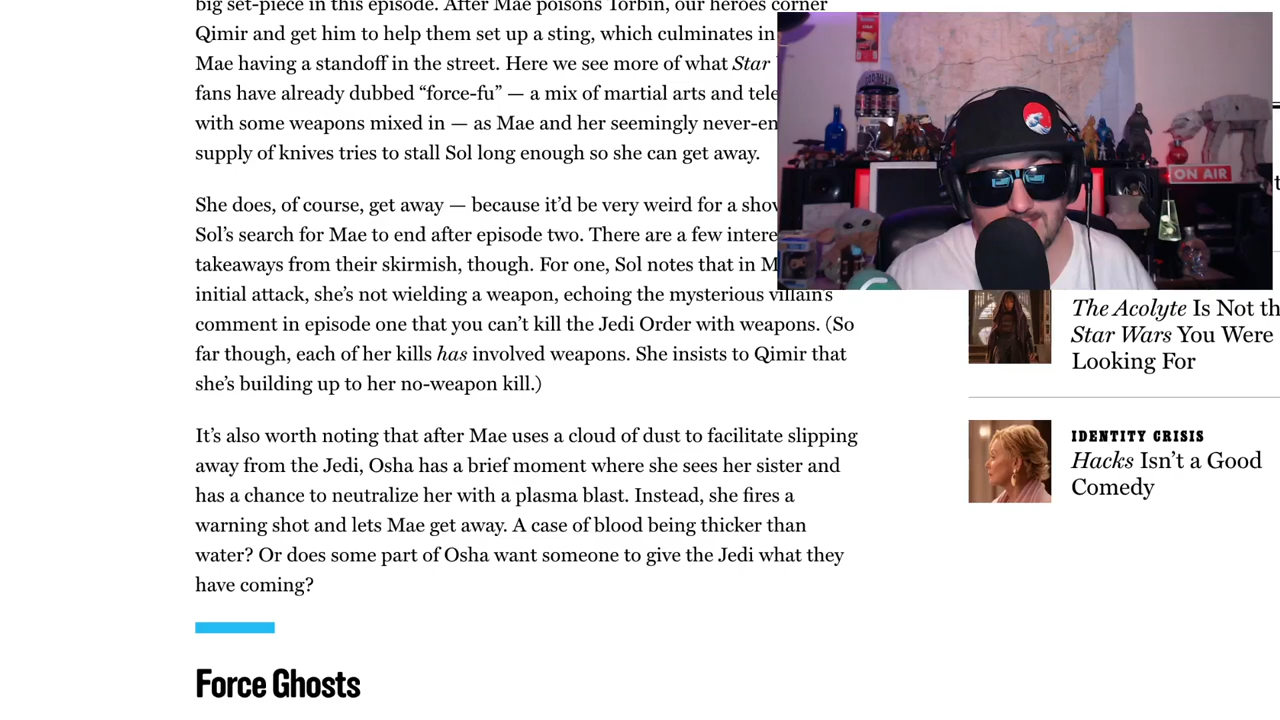 big set-piece in this episode. After Mae poisons Torbin, our heroes corner
Qimir and get him to help them set up a sting, which culminates in
Mae having a standoff in the street. Here we see more of what Star
fans have already dubbed “force-fu” — a mix of martial arts and tele
with some weapons mixed in — as Mae and her seemingly never-en
supply of knives tries to stall Sol long enough so she can get away.
She does, of course, get away — because it’d be very weird for a show
Sol’s search for Mae to end after episode two. There are a few intere
takeaways from their skirmish, though. For one, Sol notes that in M
initial attack, she’s not wielding a weapon, echoing the mysterious villain’s
comment in episode one that you can’t kill the Jedi Order with weapons. (So
far though, each of her kills has involved weapons. She insists to Qimir that
she’s building up to her no-weapon kill.)
It’s also worth noting that after Mae uses a cloud of dust to facilitate slipping
away from the Jedi, Osha has a brief moment where she sees her sister and
has a chance to neutralize her with a plasma blast. Instead, she fires a
warning shot and lets Mae get away. A case of blood being thicker than
water? Or does some part of Osha want someone to give the Jedi what they
have coming?
Force Ghosts
ON AIR
The Acolyte Is Not th
Star Wars You Were
Looking For
IDENTITY CRISIS
Hacks Isn’t a Good
Comedy